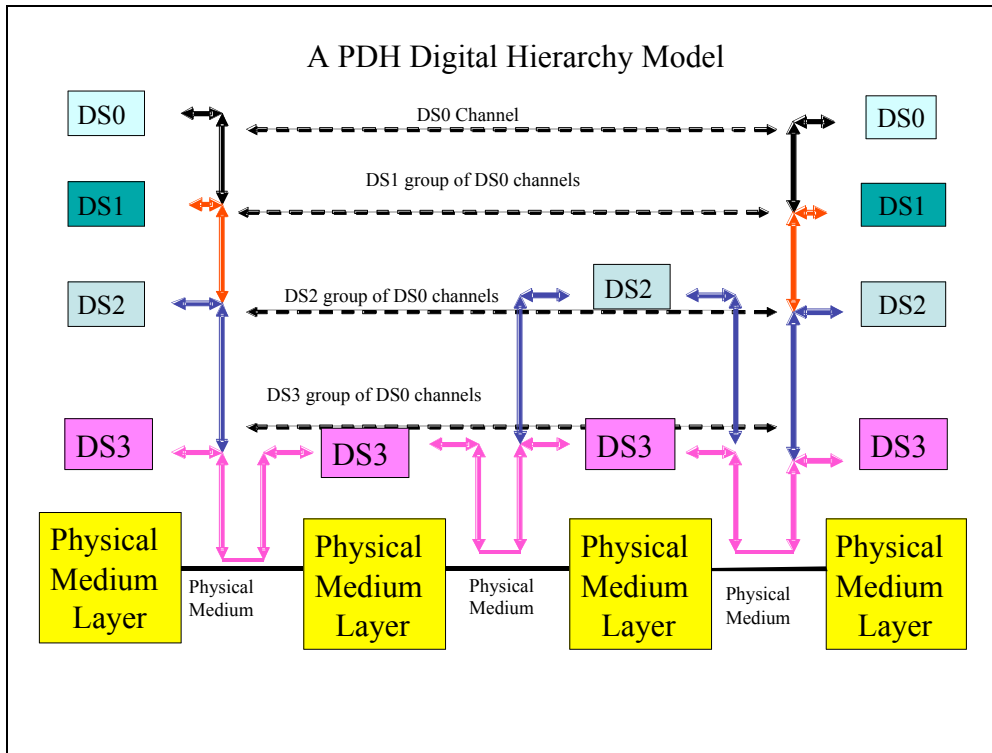 A PDH Digital Hierarchy Model
DS0
DS0 Channel
DS0
DS1 group of DS0 channels
DS1
DS1
DS2 group of DS0 channels
DS2
DS2
DS2
DS3 group of DS0 channels
DS3
DS3
DS3
DS3
Physical
Medium
Layer
Physical
Medium
Physical
Medium
Layer
Physical
Medium
Physical
Medium
Layer
Physical
Medium
Physical
Medium
Layer